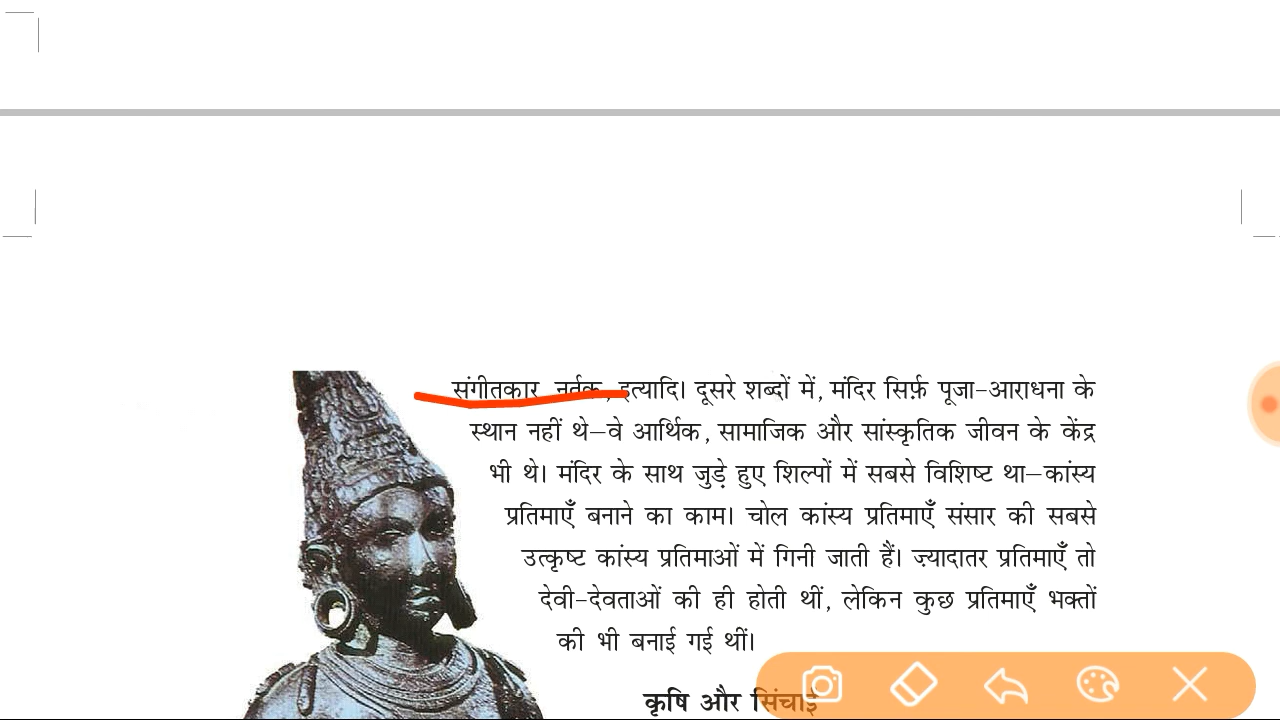 संगीतकार, नर्तक, इत्यादि। दूसरे शब्दों में, मंदिर सिर्फ़ पूजा-आराधना के
स्थान नहीं थे—वे आर्थिक, सामाजिक और सांस्कृतिक जीवन के केंद्र
भी थे। मंदिर के साथ जुड़े हुए शिल्पों में सबसे विशिष्ट था—कांस्य
प्रतिमाएँ बनाने का काम। चोल कांस्य प्रतिमाएँ संसार की सबसे
उत्कृष्ट कांस्य प्रतिमाओं में गिनी जाती हैं। ज़्यादातर प्रतिमाएँ तो
देवी-देवताओं की ही होती थीं, लेकिन कुछ प्रतिमाएँ भक्तों
की भी बनाई गई थीं।
कृषि और सिंचाई